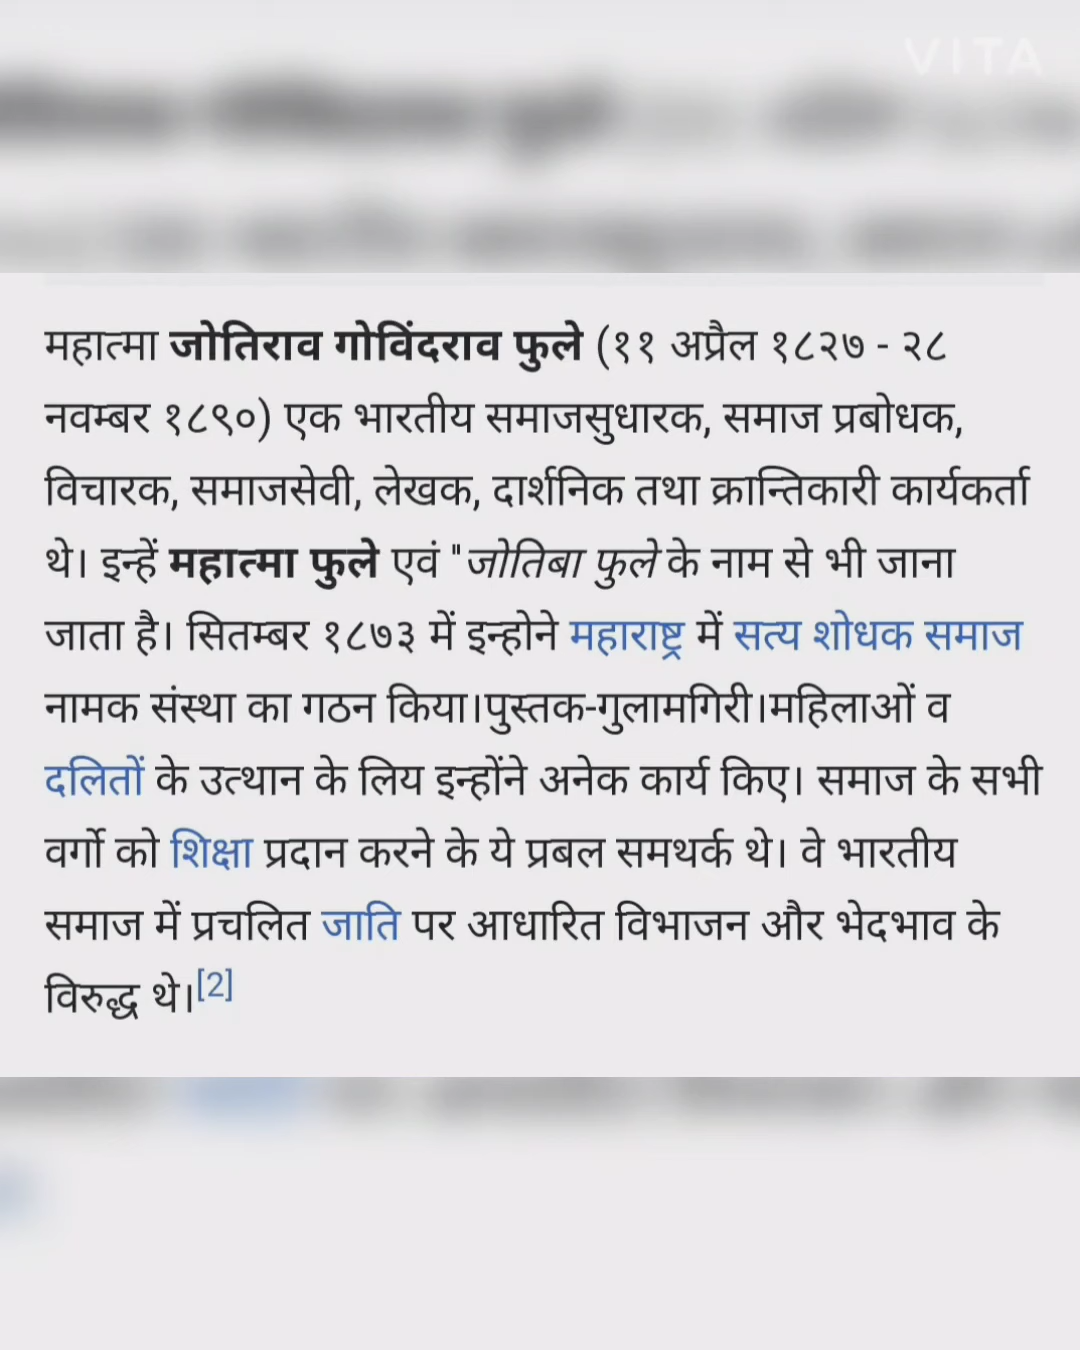 VITA
महात्मा जोतिराव गोविंदराव फुले (११ अप्रैल १८२७ - २८
नवम्बर १८९०) एक भारतीय समाजसुधारक, समाज प्रबोधक,
विचारक, समाजसेवी, लेखक, दार्शनिक तथा क्रान्तिकारी कार्यकर्ता
थे। इन्हें महात्मा फुले एवं "जोतिबा फुले के नाम से भी जाना
जाता है। सितम्बर १८७३ में इन्होने महाराष्ट्र में सत्य शोधक समाज
नामक संस्था का गठन किया।पुस्तक-गुलामगिरी।महिलाओं व
दलितों के उत्थान के लिय इन्होंने अनेक कार्य किए। समाज के सभी
वर्गो को शिक्षा प्रदान करने के ये प्रबल समथर्क थे। वे भारतीय
समाज में प्रचलित जाति पर आधारित विभाजन और भेदभाव के
विरुद्ध थे।[2]